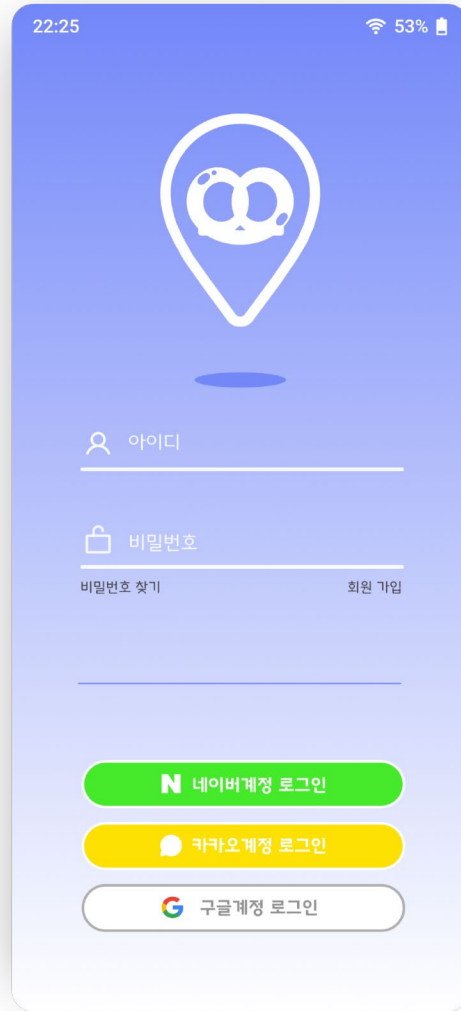 22:25 53%
아이디
비밀번호
비밀번호 찾기 회원 가입
N 네이버계정 로그인
카카오계정 로그인
G 구글계정 로그인